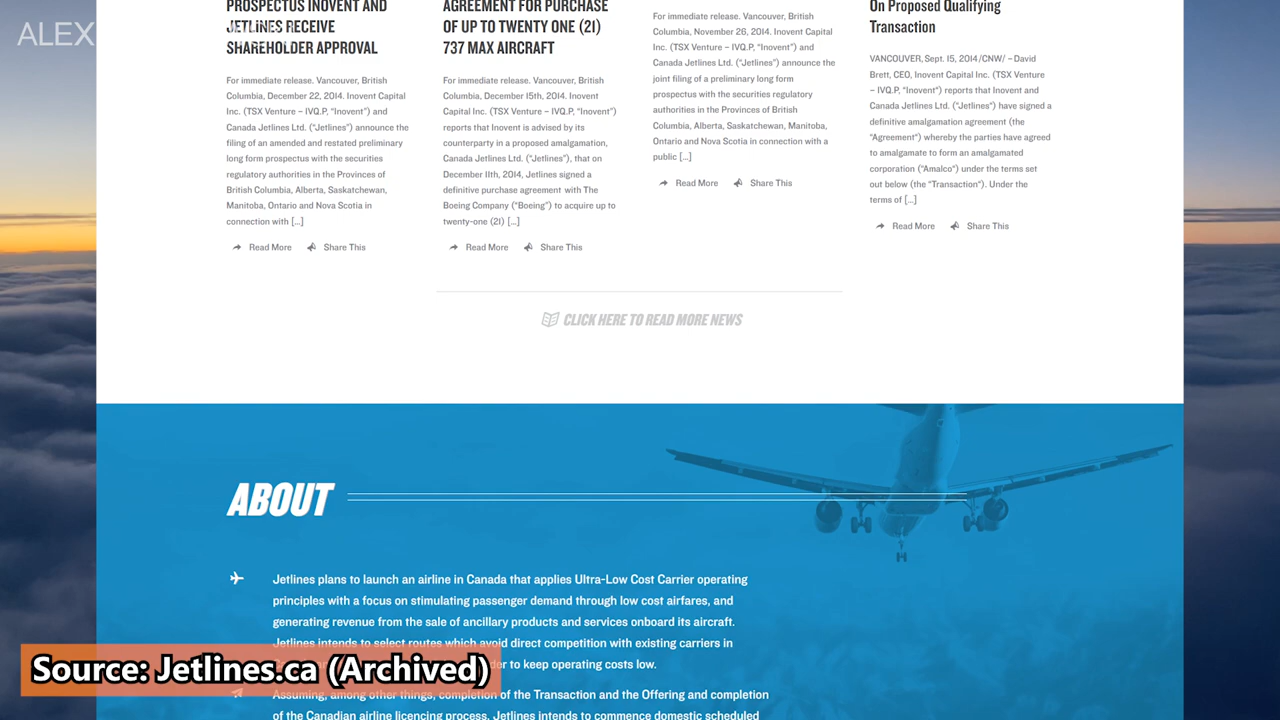 ALEX
PROSPECTUS INOVENT AND
JETLINES RECEIVE
SHAREHOLDER APPROVAL
For immediate release. Vancouver, British
Columbia, December 22, 2014. Inovent Capital
Inc. (TSX Venture – IVQ.P, “Inovent”) and
Canada Jetlines Ltd. (“Jetlines”) announce the
filing of an amended and restated preliminary
long form prospectus with the securities
regulatory authorities in the Provinces of
British Columbia, Alberta, Saskatchewan,
Manitoba, Ontario and Nova Scotia in
connection with [...]
Read More Share This
AGREEMENT FOR PURCHASE
OF UP TO TWENTY ONE (21)
737 MAX AIRCRAFT
For immediate release. Vancouver, British
Columbia, December 15th, 2014. Inovent
Capital Inc. (TSX Venture – IVQ.P, “Inovent”)
reports that Inovent is advised by its
counterparty in a proposed amalgamation,
Canada Jetlines Ltd. (“Jetlines”), that on
December 11th, 2014, Jetlines signed a
definitive purchase agreement with The
Boeing Company (“Boeing”) to acquire up to
twenty-one (21) [...]
Read More Share This
For immediate release. Vancouver, British
Columbia, November 26, 2014. Inovent Capital
Inc. (TSX Venture – IVQ.P, “Inovent”) and
Canada Jetlines Ltd. (“Jetlines”) announce the
joint filing of a preliminary long form
prospectus with the securities regulatory
authorities in the Provinces of British
Columbia, Alberta, Saskatchewan, Manitoba,
Ontario and Nova Scotia in connection with a
public [...]
Read More Share This
On Proposed Qualifying
Transaction
VANCOUVER, Sept. 15, 2014 /CNW/ – David
Brett, CEO, Inovent Capital Inc. (TSX Venture
– IVQ.P, “Inovent”) reports that Inovent and
Canada Jetlines Ltd. (“Jetlines”) have signed a
definitive amalgamation agreement (the
“Agreement”) whereby the parties have agreed
to amalgamate to form an amalgamated
corporation (“Amalco”) under the terms set
out below (the “Transaction”). Under the
terms of [...]
Read More Share This
CLICK HERE TO READ MORE NEWS
ABOUT
Jetlines plans to launch an airline in Canada that applies Ultra-Low Cost Carrier operating
principles with a focus on stimulating passenger demand through low cost airfares, and
generating revenue from the sale of ancillary products and services onboard its aircraft.
Jetlines intends to select routes which avoid direct competition with existing carriers in
to keep operating costs low.
Assuming, among other things, completion of the Transaction and the Offering and completion
of the Canadian airline licencing process, Jetlines intends to commence domestic scheduled
Source: Jetlines.ca (Archived)